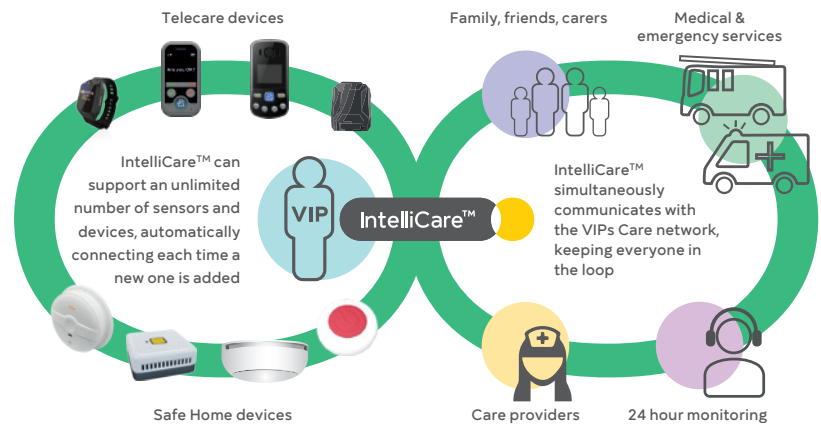 Telecare devices
Family, friends, carers
Medical &
emergency services
IntelliCare™ can
support an unlimited
number of sensors and
devices, automatically
connecting each time a
new one is added
VIP
IntelliCare™
IntelliCare™
simultaneously
communicates with
the VIPs Care network,
keeping everyone in
the loop
Safe Home devices
Care providers
24 hour monitoring